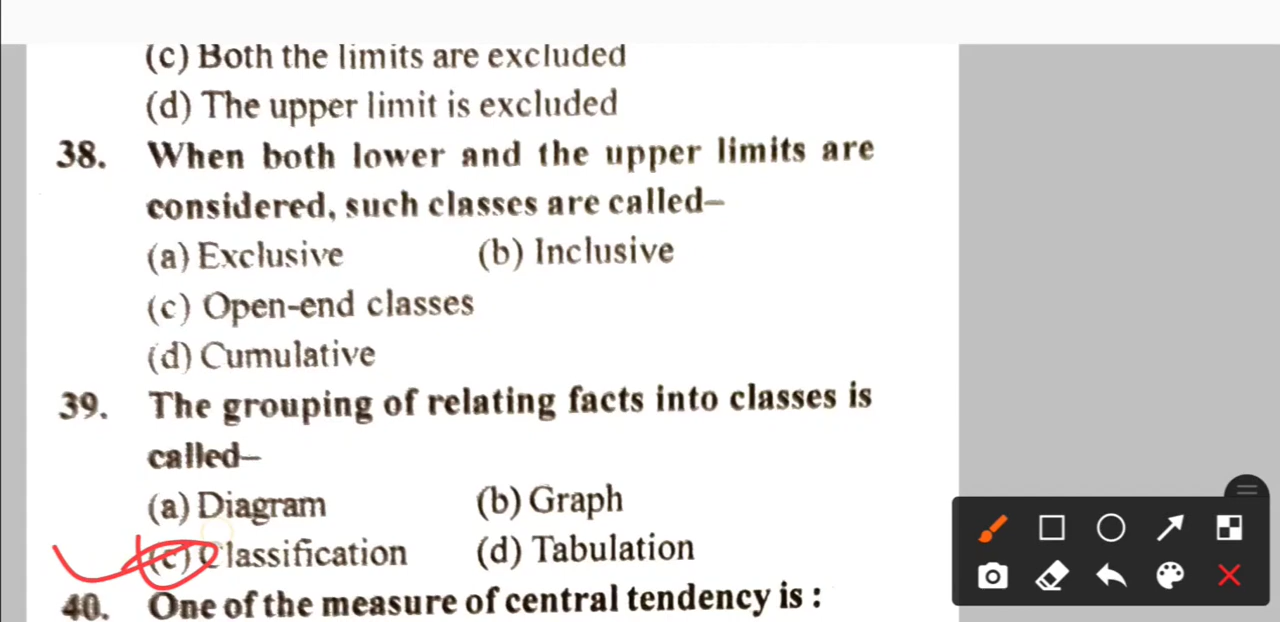 (c) Both the limits are excluded
(d) The upper limit is excluded
38. When both lower and the upper limits are
considered, such classes are called–
(a) Exclusive (b) Inclusive
(c) Open-end classes
(d) Cumulative
39. The grouping of relating facts into classes is
called–
(a) Diagram (b) Graph
(c) Classification (d) Tabulation
40. One of the measure of central tendency is :